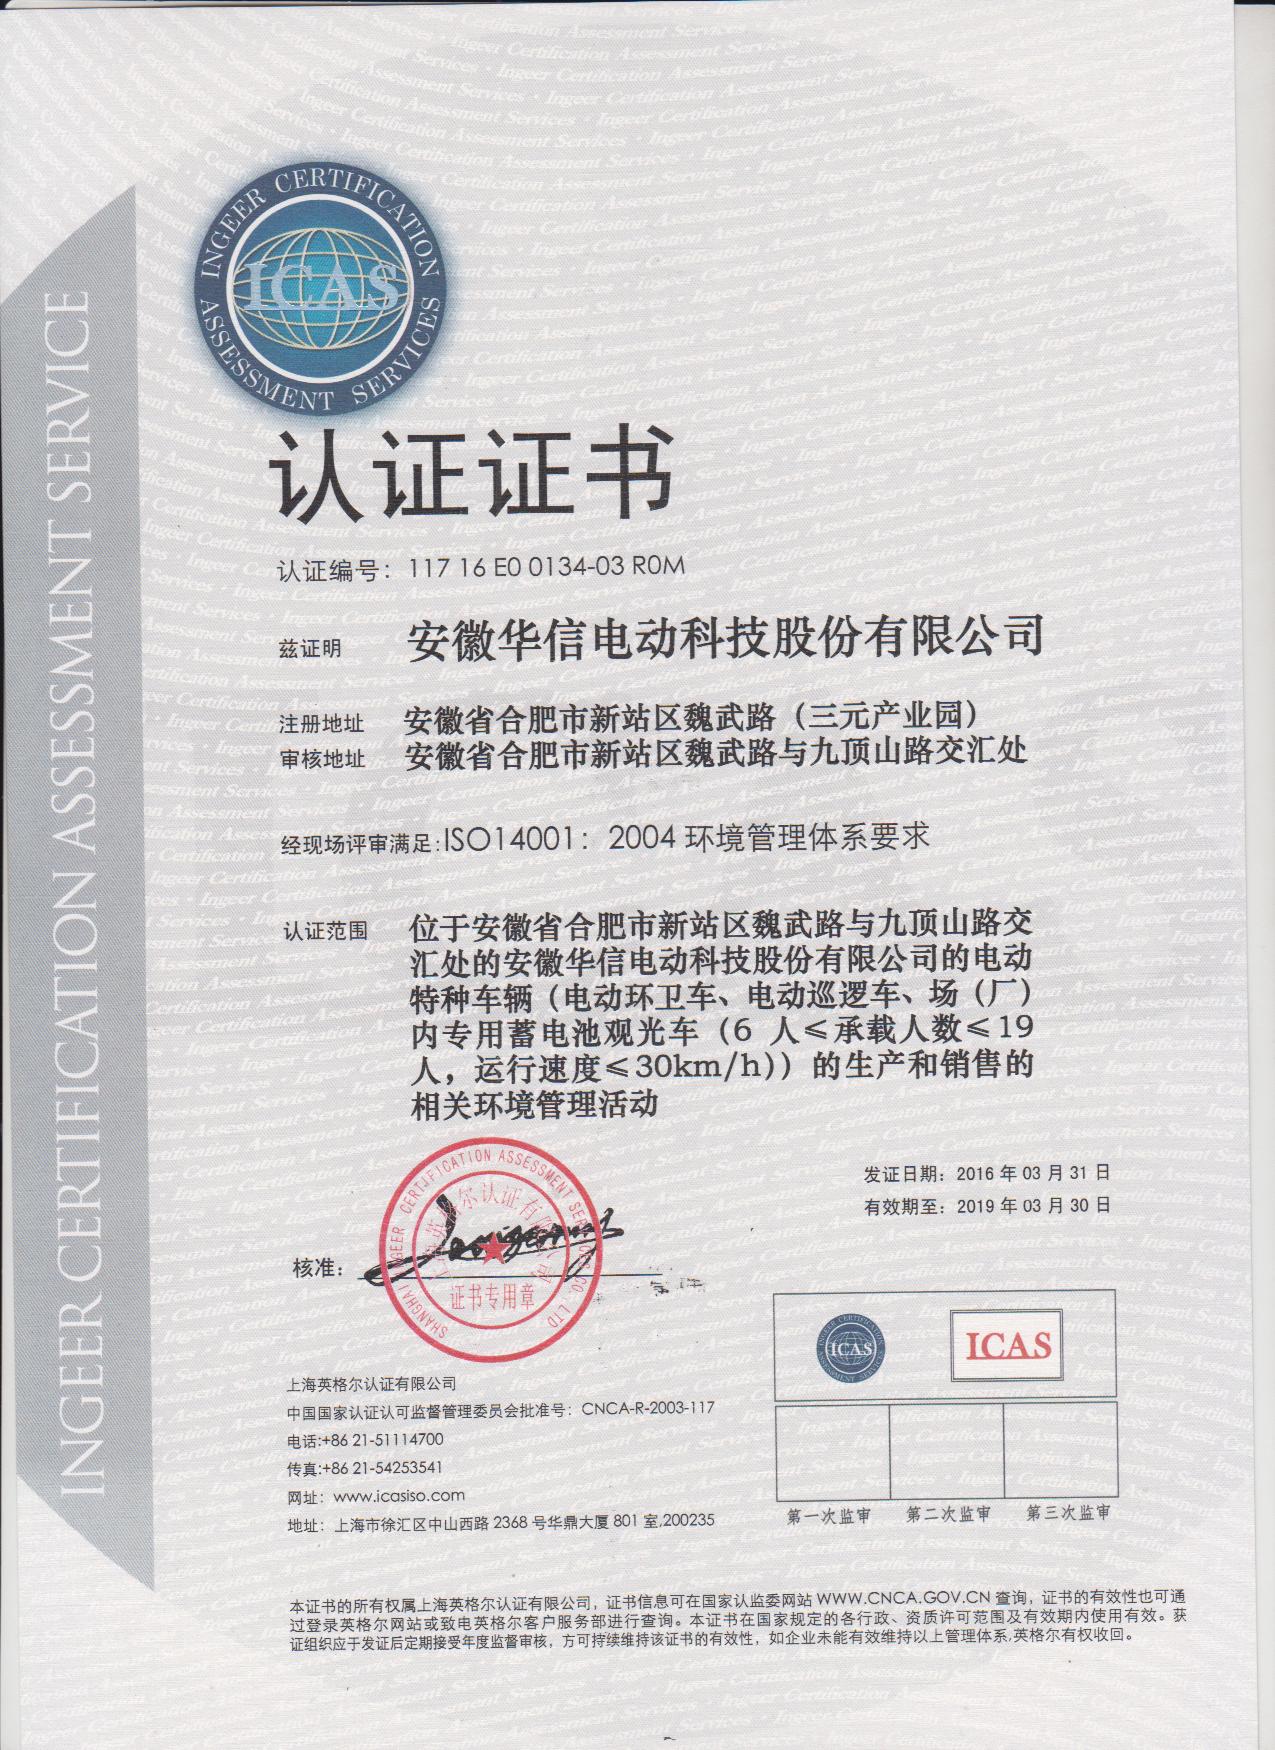 INGEER CERTIFICATION ASSESSMENT SERVICE
INGEER CERTIFICATION
ICAS
ASSESSMENT SERVICES
认证证书
认证编号：117 16 E0 0134-03 R0M
兹证明 安徽华信电动科技股份有限公司
注册地址 安徽省合肥市新站区魏武路（三元产业园）
审核地址 安徽省合肥市新站区魏武路与九顶山路交汇处
经现场评审满足:ISO14001：2004 环境管理体系要求
认证范围 位于安徽省合肥市新站区魏武路与九顶山路交
汇处的安徽华信电动科技股份有限公司的电动
特种车辆（电动环卫车、电动巡逻车、场（厂）
内专用蓄电池观光车（6 人≤承载人数≤19
人，运行速度≤30km/h））的生产和销售的
相关环境管理活动
发证日期：2016 年 03 月 31 日
有效期至：2019 年 03 月 30 日
核准：
SHANGHAI INGEER CERTIFICATION ASSESSMENT SERVICES CO., LTD
上海英格尔认证有限公司
证书专用章
INGEER CERTIFICATION
ICAS
ASSESSMENT SERVICES
ICAS
上海英格尔认证有限公司
中国国家认证认可监督管理委员会批准号：CNCA-R-2003-117
电话:+86 21-51114700
传真:+86 21-54253541
网址：www.icasiso.com
地址：上海市徐汇区中山西路 2368 号华鼎大厦 801 室,200235
第一次监审 第二次监审 第三次监审
本证书的所有权属上海英格尔认证有限公司，证书信息可在国家认监委网站 WWW.CNCA.GOV.CN 查询，证书的有效性也可通
过登录英格尔网站或致电英格尔客户服务部进行查询。本证书在国家规定的各行政、资质许可范围及有效期内使用有效。获
证组织应于发证后定期接受年度监督审核，方可持续维持该证书的有效性，如企业未能有效维持以上管理体系,英格尔有权收回。